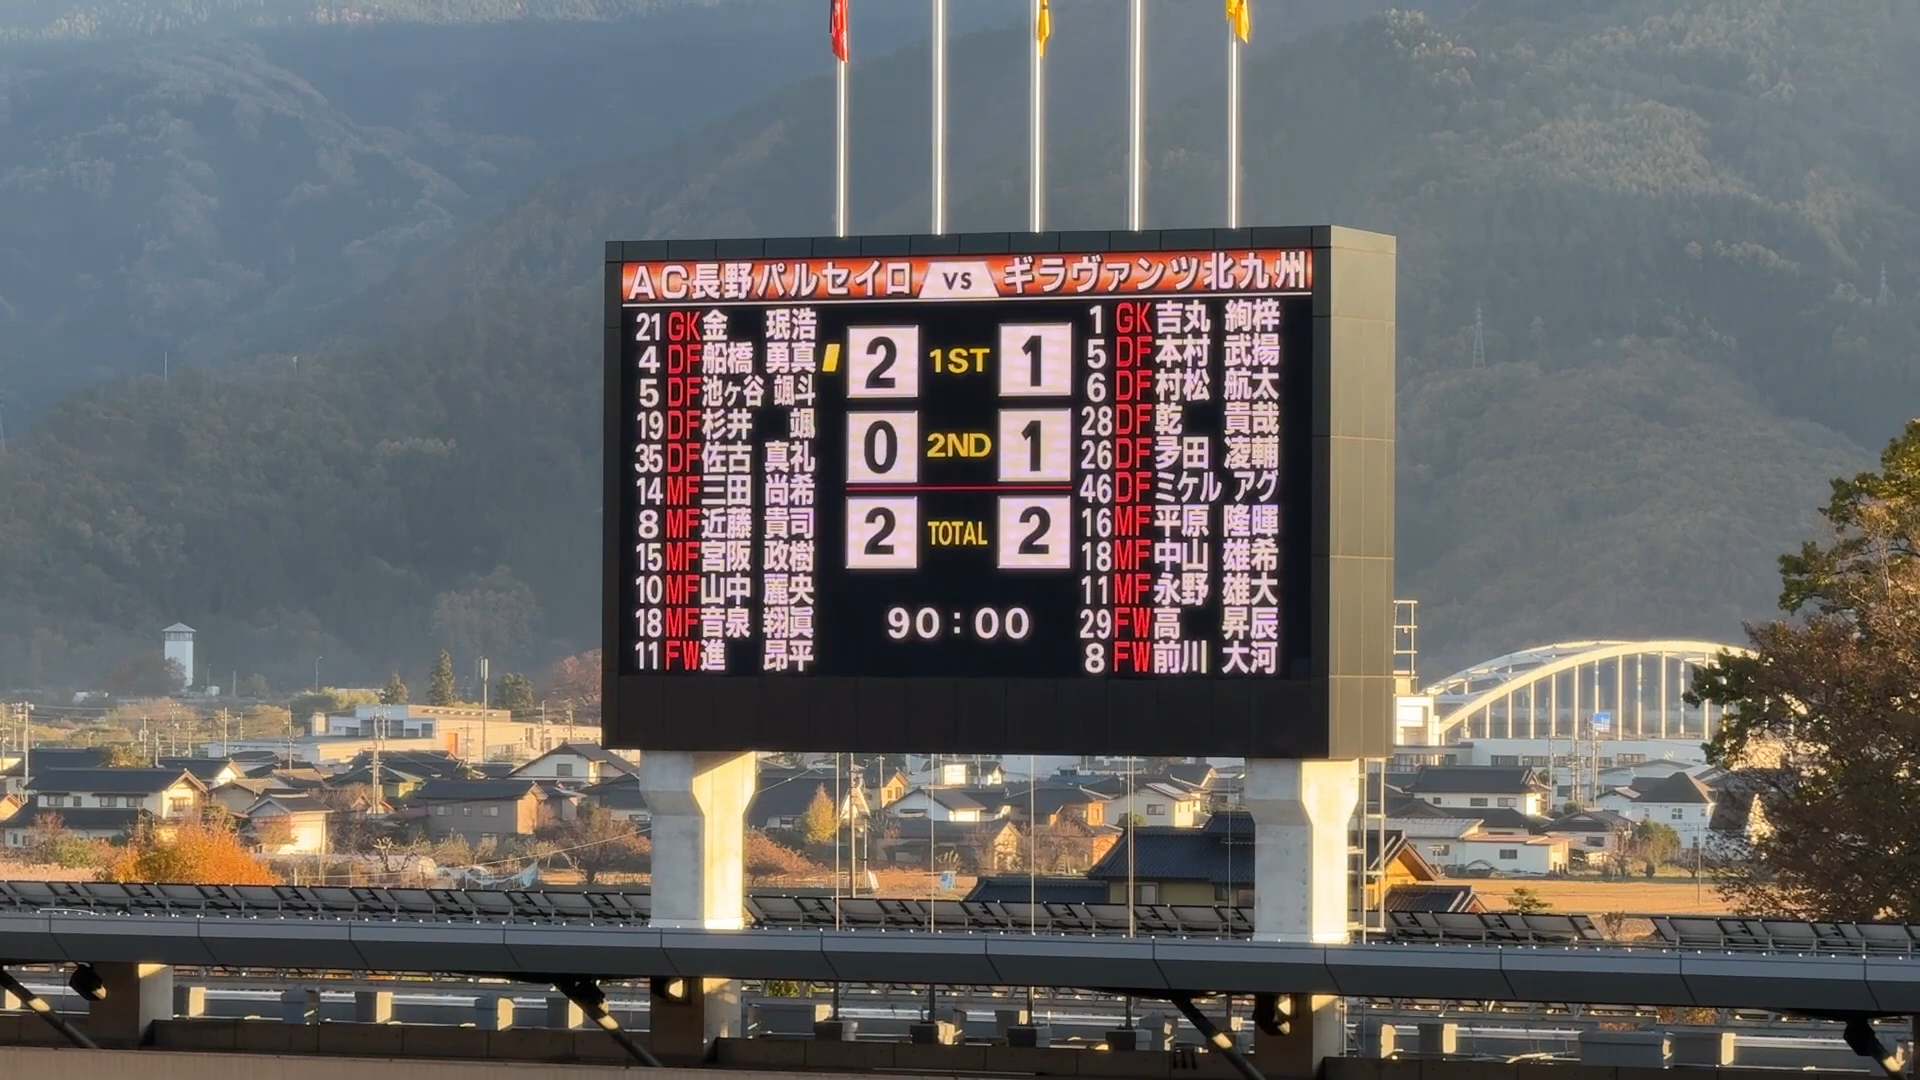 AC長野パルセイロ VS ギラヴァンツ北九州
21 GK 金 珉浩
4 DF 船橋 勇真
5 DF 池ヶ谷 颯斗
19 DF 杉井 颯
35 DF 佐古 真礼
14 MF 三田 尚希
8 MF 近藤 貴司
15 MF 宮阪 政樹
10 MF 山中 麗央
18 MF 音泉 翔眞
11 FW 進 昂平
2 1ST 1
0 2ND 1
2 TOTAL 2
90:00
1 GK 吉丸 絢梓
5 DF 本村 武揚
6 DF 村松 航太
28 DF 乾 貴哉
26 DF 夛田 凌輔
46 DF ミケル アグ
16 MF 平原 隆暉
18 MF 中山 雄希
11 MF 永野 雄大
29 FW 高 昇辰
8 FW 前川 大河